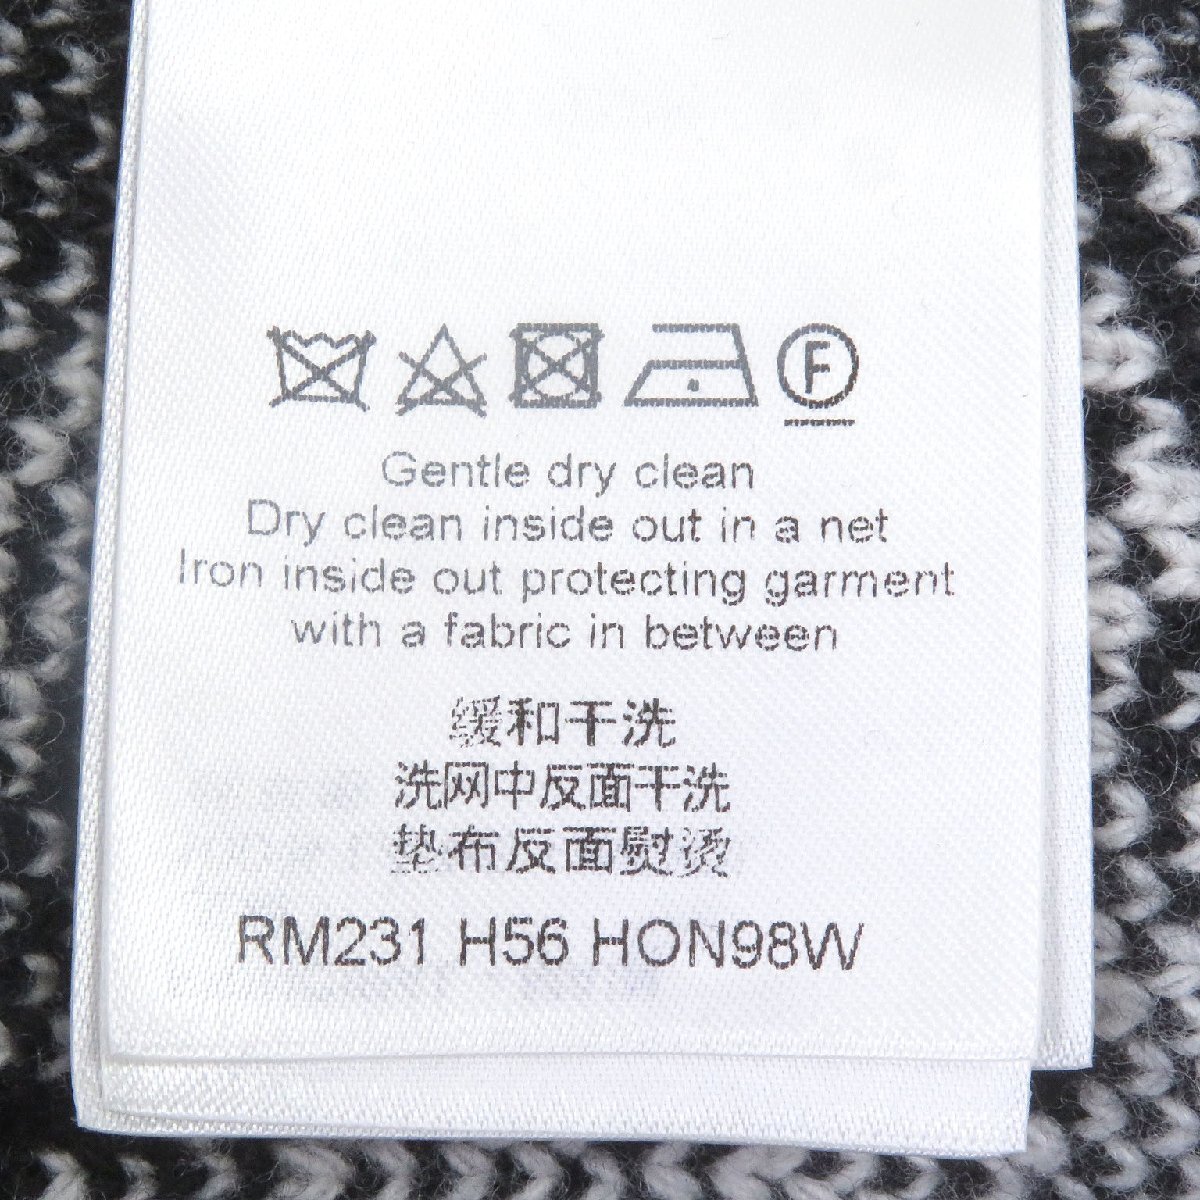 F
Gentle dry clean
Dry clean inside out in a net
Iron inside out protecting garment
with a fabric in between
缓和干洗
洗网中反面干洗
垫布反面熨烫
RM231 H56 HON98W